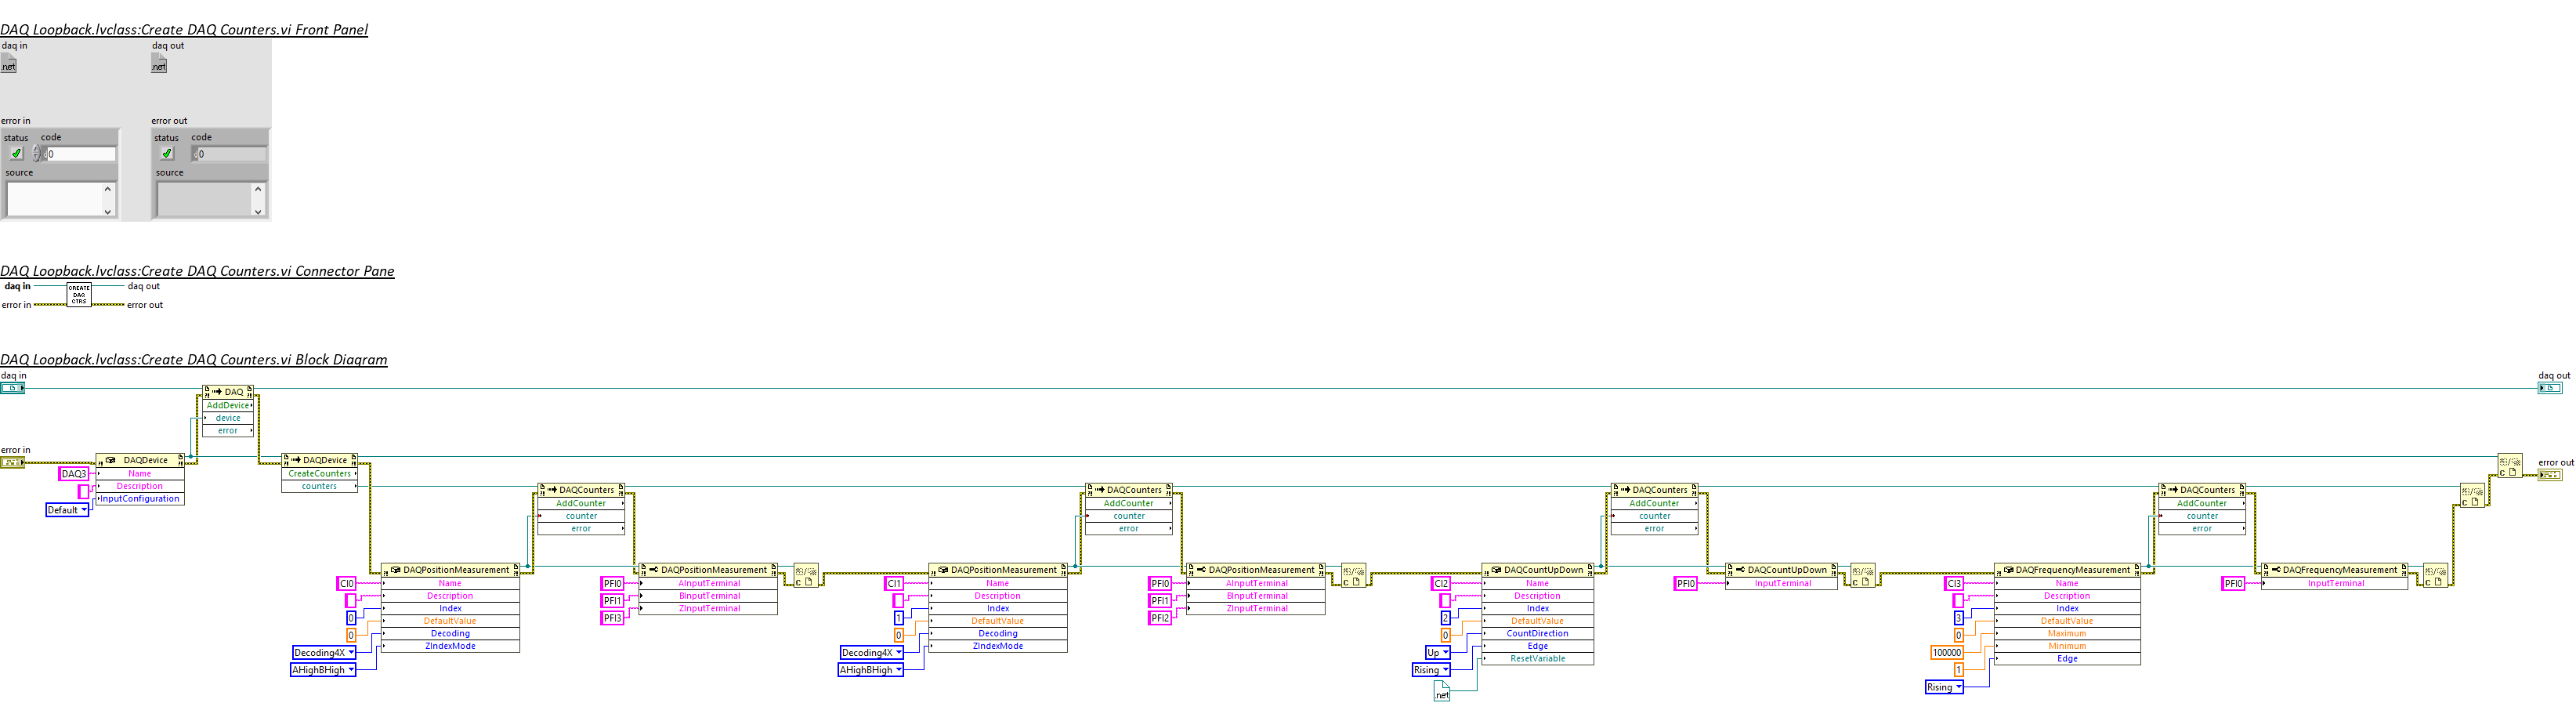 DAQ Loopback.lvclass:Create DAQ Counters.vi Front Panel
daq in
daq out
.net
.net
error in
error out
status code
status code
0
0
source
source
DAQ Loopback.lvclass:Create DAQ Counters.vi Connector Pane
daq in
daq out
CREATE
DAQ
CTRS
error in
error out
DAQ Loopback.lvclass:Create DAQ Counters.vi Block Diagram
daq in
daq out
DAQ
AddDevice
device
error
error in
error out
DAQDevice
DAQ3
Name
Description
InputConfiguration
Default
DAQDevice
CreateCounters
counters
DAQCounters
AddCounter
counter
error
DAQCounters
AddCounter
counter
error
DAQCounters
AddCounter
counter
error
DAQCounters
AddCounter
counter
error
DAQPositionMeasurement
CI0
Name
Description
0
Index
0
DefaultValue
Decoding4X
Decoding
AHighBHigh
ZIndexMode
DAQPositionMeasurement
PFI0
AInputTerminal
PFI1
BInputTerminal
PFI3
ZInputTerminal
DAQPositionMeasurement
CI1
Name
Description
1
Index
0
DefaultValue
Decoding4X
Decoding
AHighBHigh
ZIndexMode
DAQPositionMeasurement
PFI0
AInputTerminal
PFI1
BInputTerminal
PFI2
ZInputTerminal
DAQCountUpDown
CI2
Name
Description
2
Index
0
DefaultValue
Up
CountDirection
Rising
Edge
.net
ResetVariable
DAQCountUpDown
PFI0
InputTerminal
DAQFrequencyMeasurement
CI3
Name
Description
3
Index
0
DefaultValue
100000
Maximum
1
Minimum
Rising
Edge
DAQFrequencyMeasurement
PFI0
InputTerminal